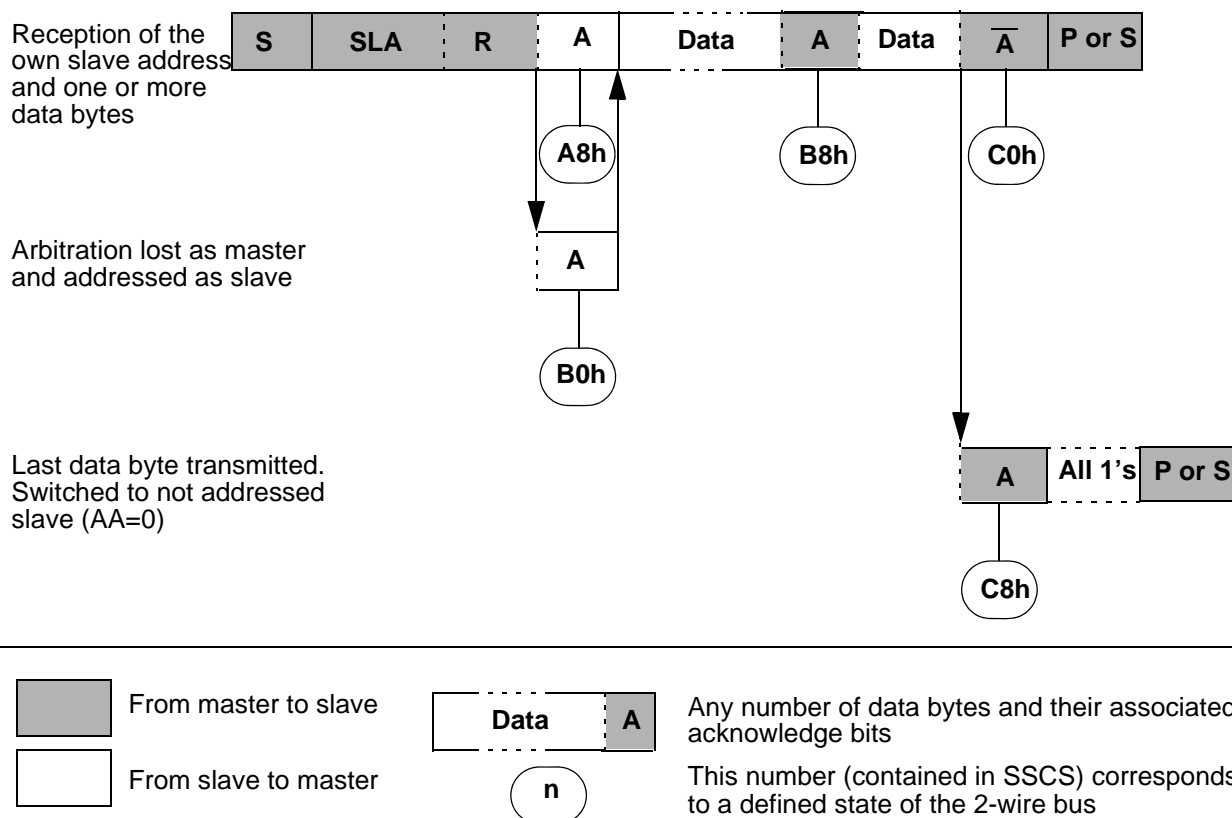 Reception of the
own slave address
and one or more
data bytes
S SLA R A Data A Data A P or S
A8h B8h C0h
Arbitration lost as master
and addressed as slave
A
B0h
Last data byte transmitted.
Switched to not addressed
slave (AA=0)
A All 1's P or S
C8h
From master to slave
From slave to master
Data A
n
Any number of data bytes and their associated
acknowledge bits
This number (contained in SSCS) corresponds
to a defined state of the 2-wire bus